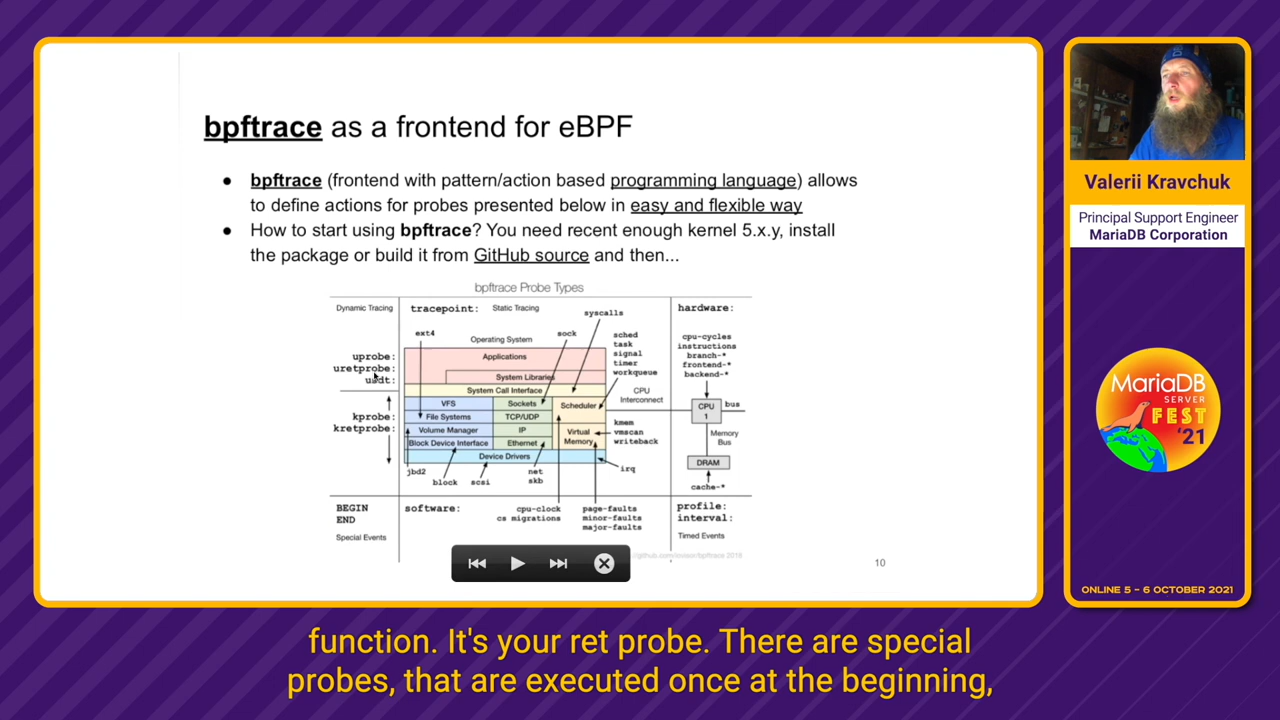 bpftrace as a frontend for eBPF
● bpftrace (frontend with pattern/action based programming language) allows
to define actions for probes presented below in easy and flexible way
● How to start using bpftrace? You need recent enough kernel 5.x.y, install
the package or build it from GitHub source and then...
bpftrace Probe Types
Dynamic Tracing
tracepoint: Static Tracing
hardware:
syscalls
ext4
sock
Operating System
sched
task
signal
timer
workqueue
cpu-cycles
instructions
branch-*
frontend-*
backend-*
uprobe:
uretprobe:
usdt:
Applications
System Libraries
System Call Interface
CPU
Interconnect
VFS
Sockets
Scheduler
File Systems
TCP/UDP
Volume Manager
IP
Virtual
Memory
Block Device Interface
Ethernet
Device Drivers
kprobe:
kretprobe:
CPU
1
bus
kmem
vmscan
writeback
Memory
Bus
DRAM
cache-*
jbd2
block
scsi
net
skb
irq
BEGIN
END
Special Events
software:
cpu-clock
cs migrations
page-faults
minor-faults
major-faults
profile:
interval:
Timed Events
github.com/iovisor/bpftrace 2018
10
Valerii Kravchuk
Principal Support Engineer
MariaDB Corporation
MariaDB
SERVER
FEST
'21
ONLINE 5 - 6 OCTOBER 2021
function. It's your ret probe. There are special
probes, that are executed once at the beginning,